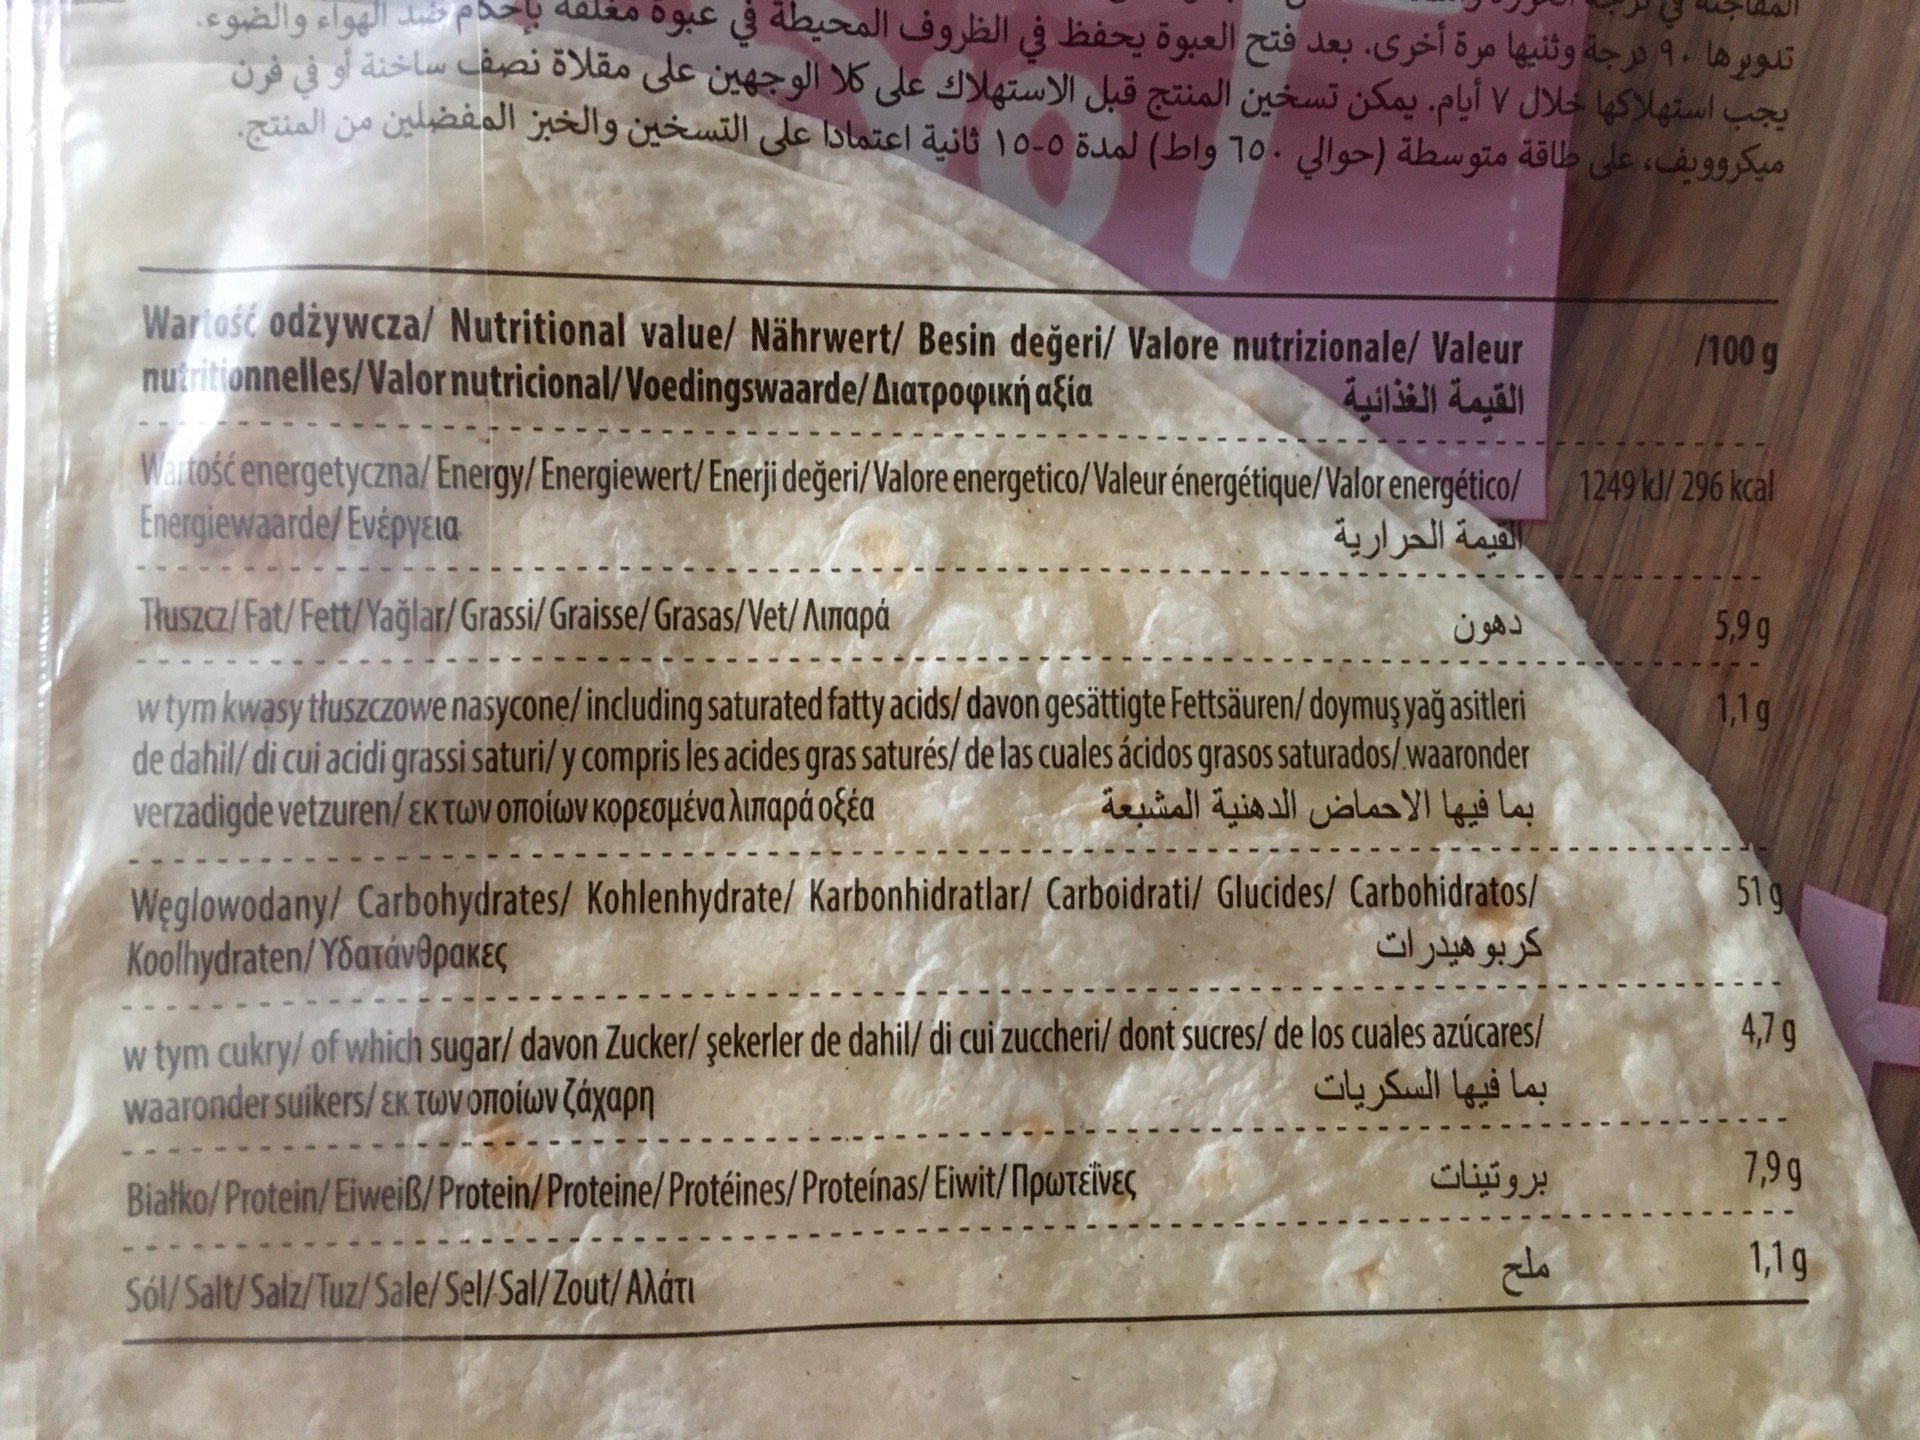 تدويرها ٩٠ درجة وثنيها مرة أخرى. بعد فتح العبوة يحفظ في الظروف المحيطة في عبوة مغلقة بإحكام ضد الهواء والضوء.
يجب استهلاكها خلال ٧ أيام. يمكن تسخين المنتج قبل الاستهلاك على كلا الوجهين على مقلاة نصف ساخنة أو في فرن
ميكروويف، على طاقة متوسطة (حوالي ٦٥٠ واط) لمدة ٥-١٥ ثانية اعتمادا على التسخين والخبز المفضلين من المنتج.
Wartość odżywcza/ Nutritional value/ Nährwert/ Besin değeri/ Valore nutrizionale/ Valeur /100 g
nutritionnelles/ Valor nutricional/ Voedingswaarde/ Διατροφική αξία القيمة الغذائية
Wartość energetyczna/ Energy/ Energiewert/ Enerji değeri/ Valore energetico/ Valeur énergétique/ Valor energético/ 1249 kJ/ 296 kcal
Energiewaarde/ Ενέργεια القيمة الحرارية
Tłuszcz/ Fat/ Fett/ Yağlar/ Grassi/ Graisse/ Grasas/ Vet/ Λιπαρά دهون 5,9 g
w tym kwasy tłuszczowe nasycone/ including saturated fatty acids/ davon gesättigte Fettsäuren/ doymuş yağ asitleri 1,1 g
de dahil/ di cui acidi grassi saturi/ y compris les acides gras saturés/ de las cuales ácidos grasos saturados/ waaronder
verzadigde vetzuren/ εκ των οποίων κορεσμένα λιπαρά οξέα بما فيها الاحماض الدهنية المشبعة
Węglowodany/ Carbohydrates/ Kohlenhydrate/ Karbonhidratlar/ Carboidrati/ Glucides/ Carbohidratos/ 51 g
Koolhydraten/ Υδατάνθρακες كربوهيدرات
w tym cukry/ of which sugar/ davon Zucker/ şekerler de dahil/ di cui zuccheri/ dont sucres/ de los cuales azúcares/ 4,7 g
waaronder suikers/ εκ των οποίων ζάχαρη بما فيها السكريات
Białko/ Protein/ Eiweiß/ Protein/ Proteine/ Protéines/ Proteínas/ Eiwit/ Πρωτεΐνες بروتينات 7,9 g
Sól/ Salt/ Salz/ Tuz/ Sale/ Sel/ Sal/ Zout/ Αλάτι ملح 1,1 g